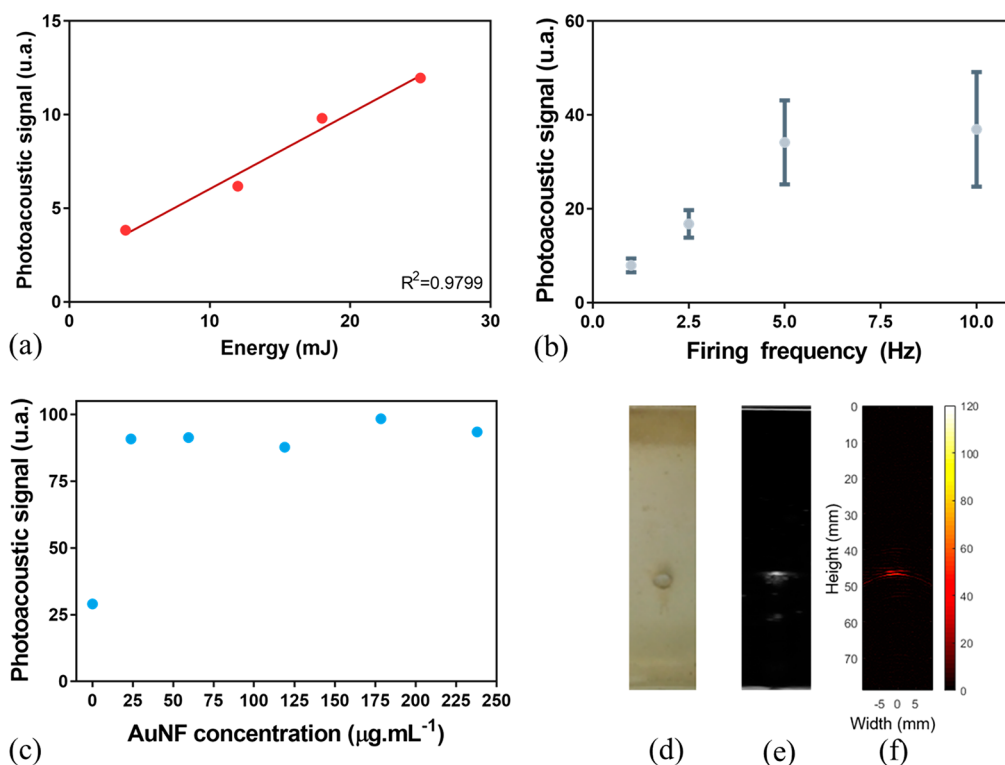 Photoacoustic signal (u.a.)
15
10
5
0
0 10 20 30
Energy (mJ)
R²=0.9799
(a)
Photoacoustic signal (u.a.)
60
40
20
0
0.0 2.5 5.0 7.5 10.0
Firing frequency (Hz)
(b)
Photoacoustic signal (u.a.)
100
75
50
25
0
0 25 50 75 100 125 150 175 200 225 250
AuNF concentration (μg.mL⁻¹)
(c)
(d)
(e)
Height (mm)
0
10
20
30
40
50
60
70
-5 0 5
Width (mm)
120
100
80
60
40
20
0
(f)